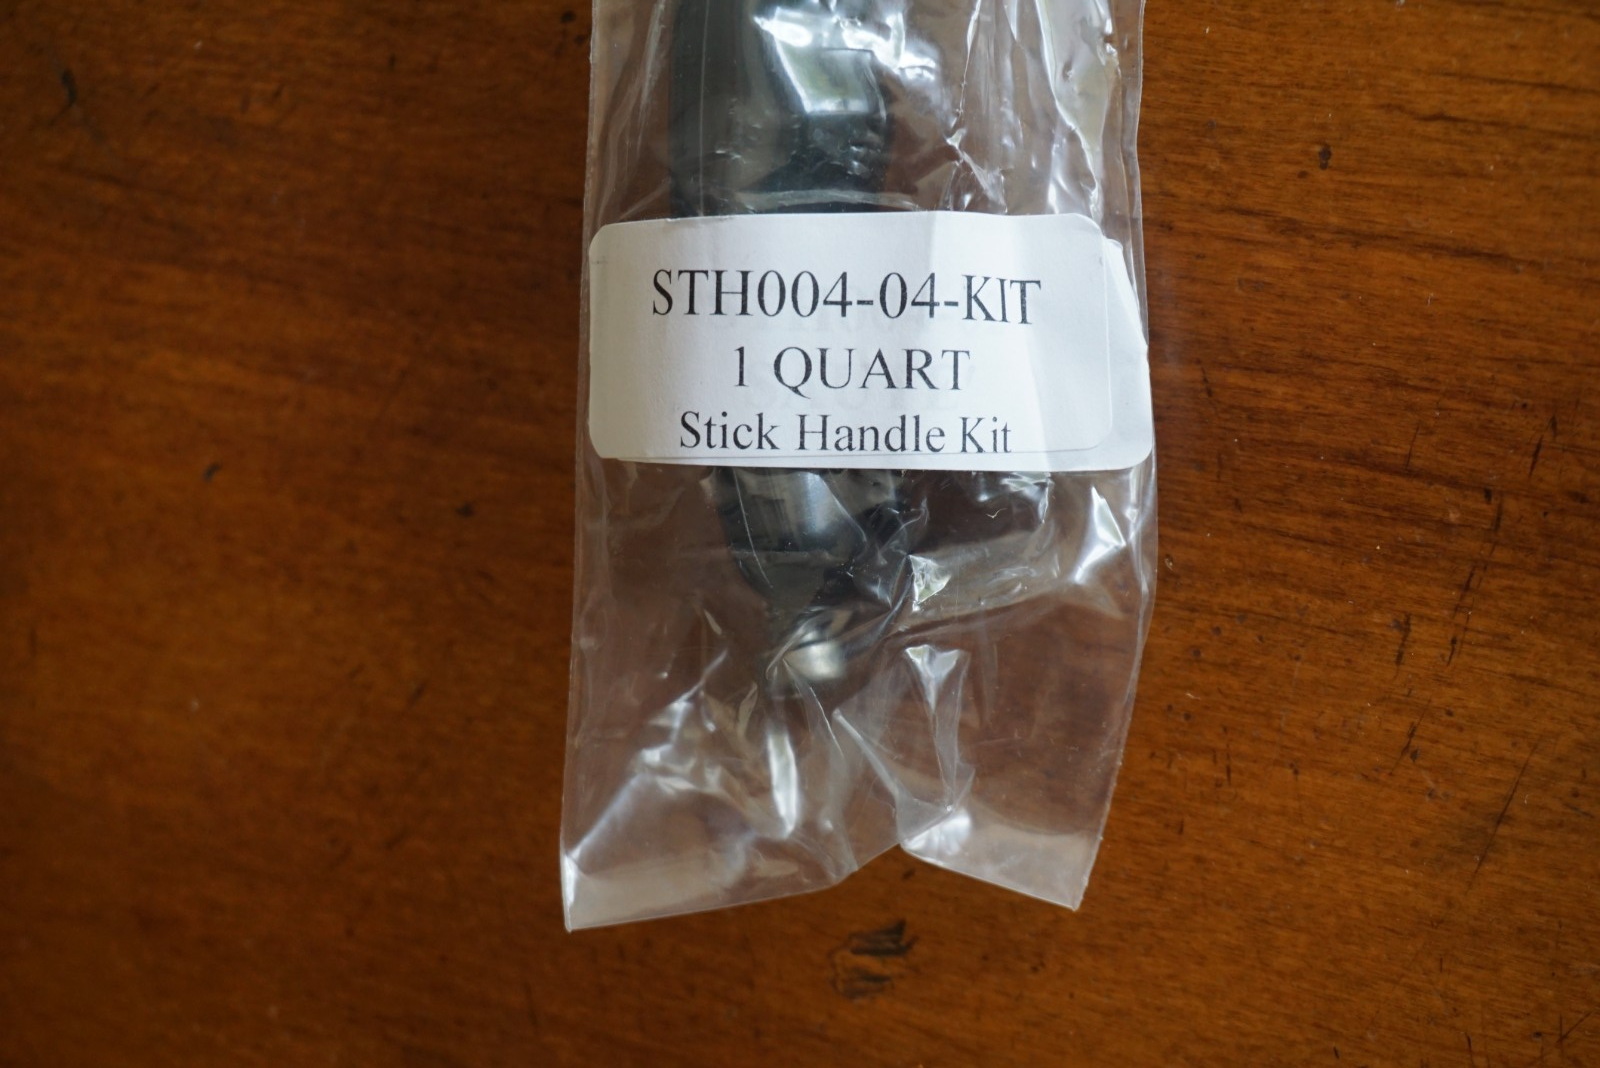 STH004-04-KIT
1 QUART
Stick Handle Kit